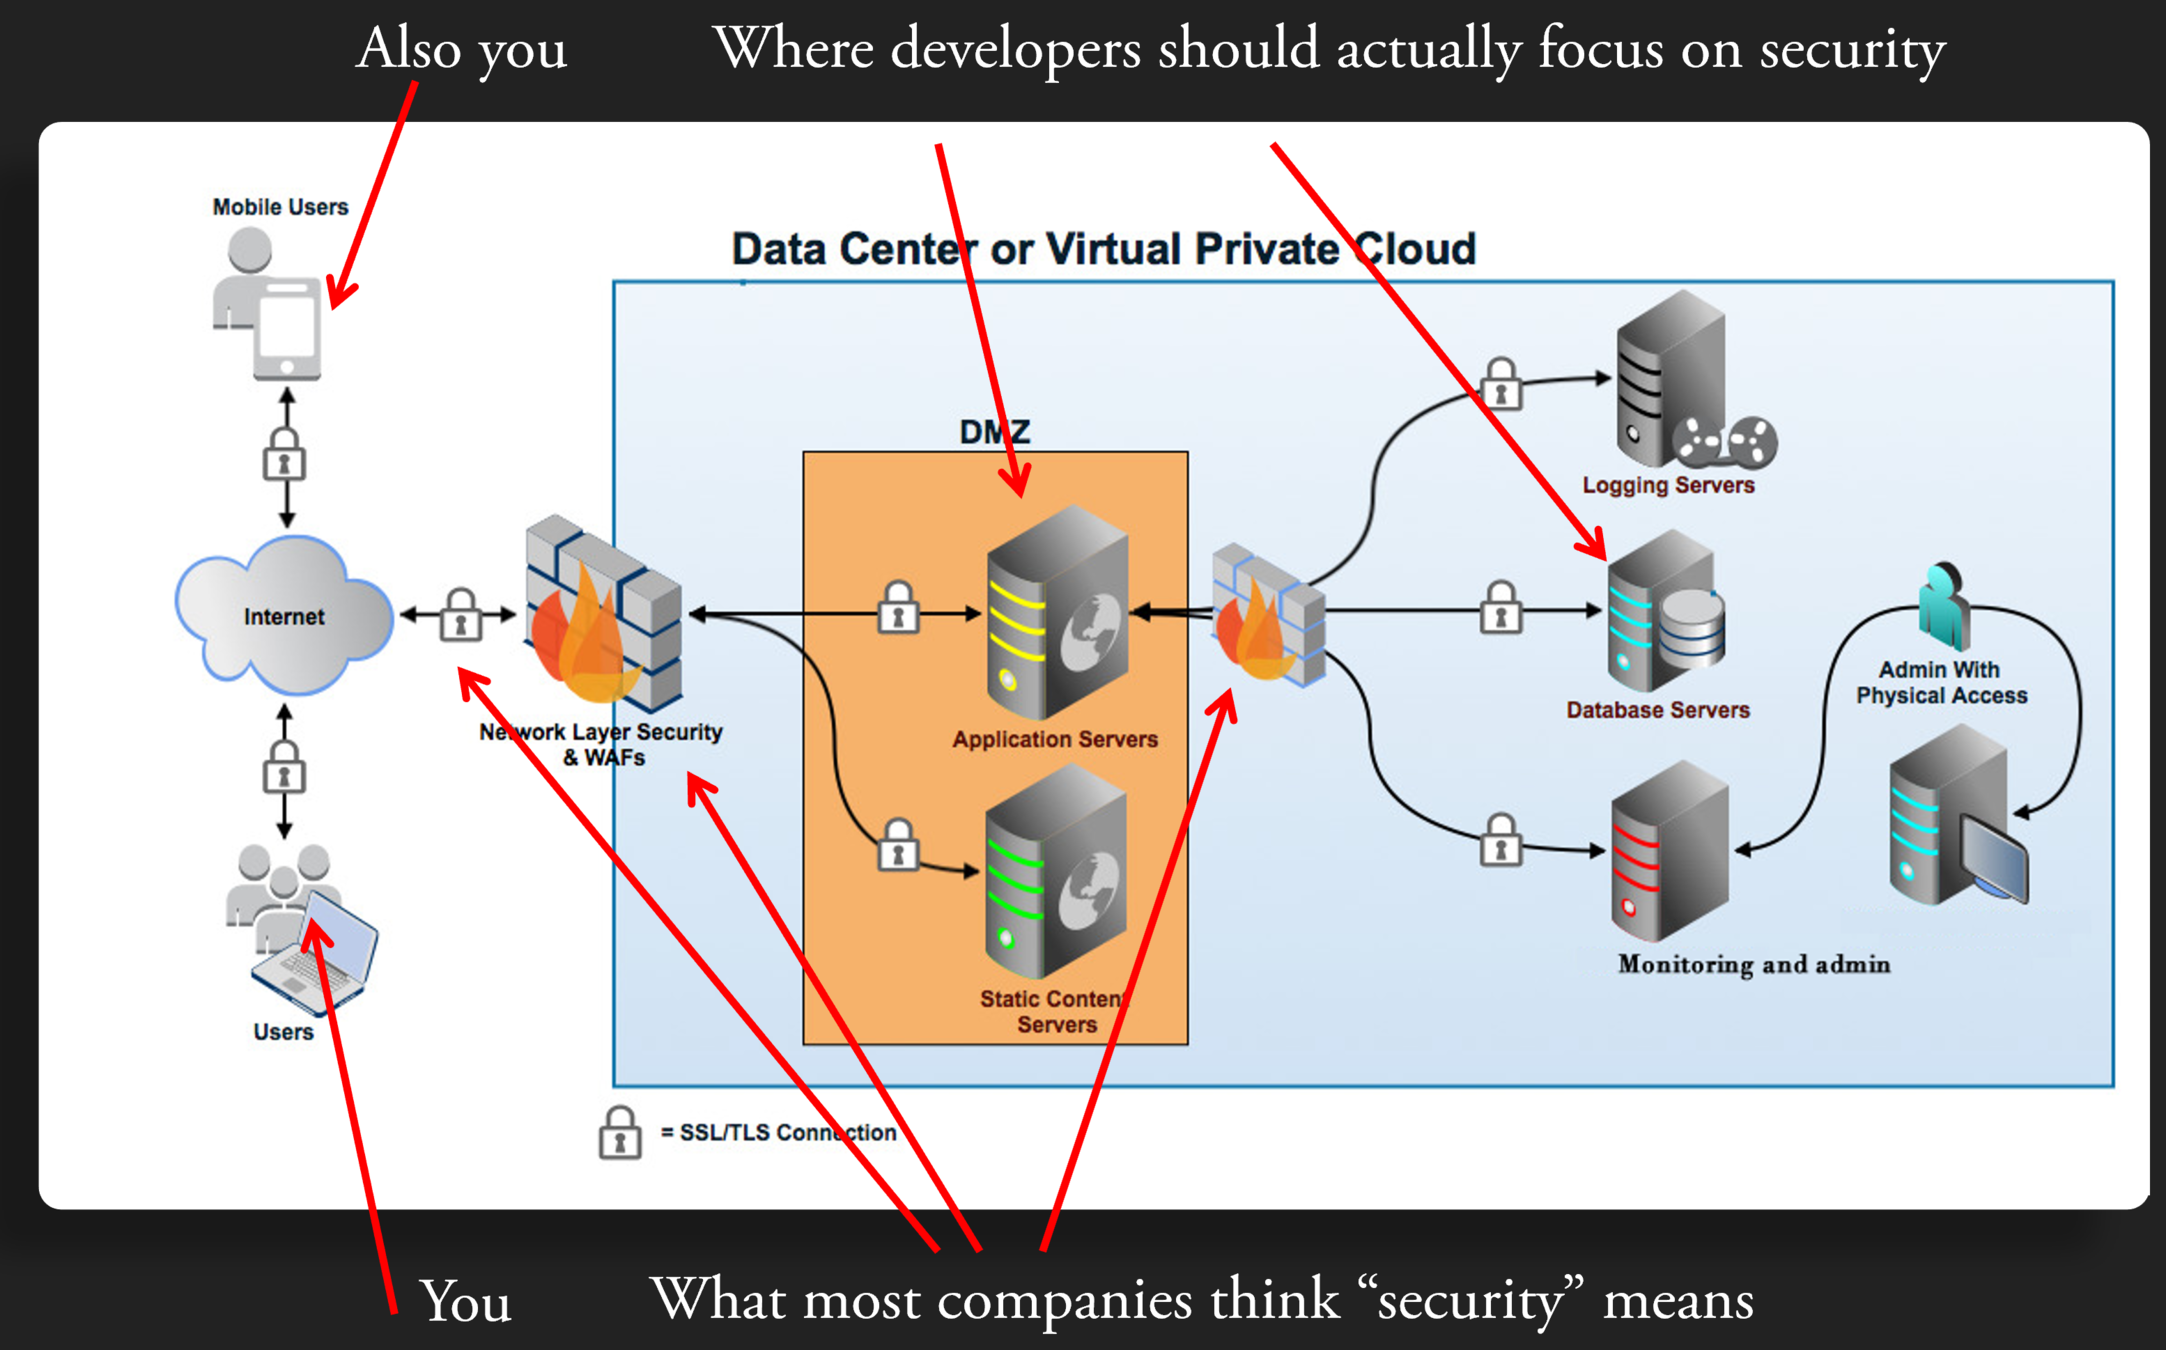 Also you
Where developers should actually focus on security
Mobile Users
Data Center or Virtual Private Cloud
DMZ
Logging Servers
Internet
Admin With
Physical Access
Database Servers
Network Layer Security
& WAFs
Application Servers
Monitoring and admin
Static Content
Servers
Users
= SSL/TLS Connection
You
What most companies think “security” means